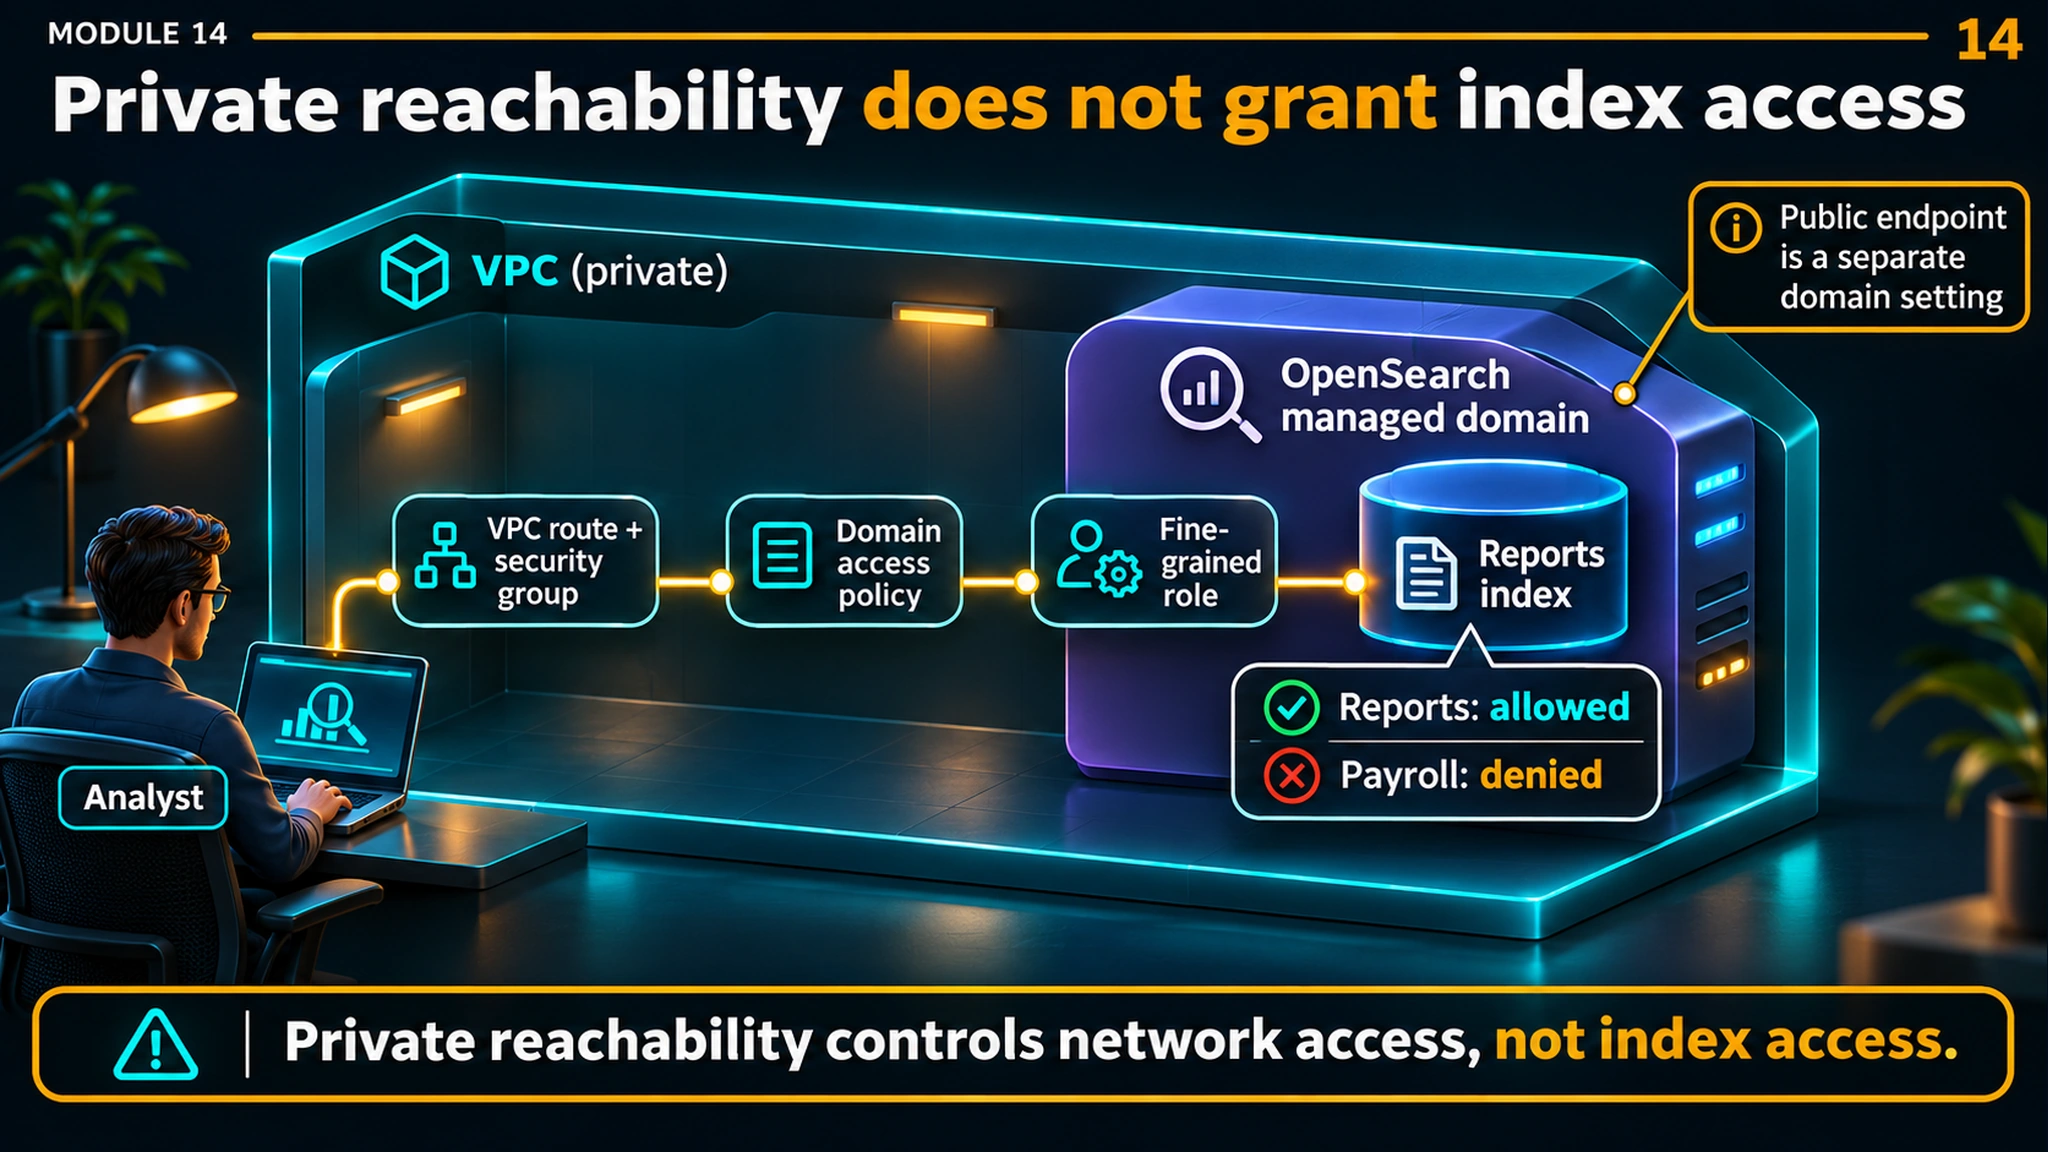 MODULE 14
14
Private reachability does not grant index access
VPC (private)
Public endpoint
is a separate
domain setting
OpenSearch
managed domain
VPC route +
security
group
Domain
access
policy
Fine-
grained
role
Reports
index
Reports: allowed
Payroll: denied
Analyst
Private reachability controls network access, not index access.